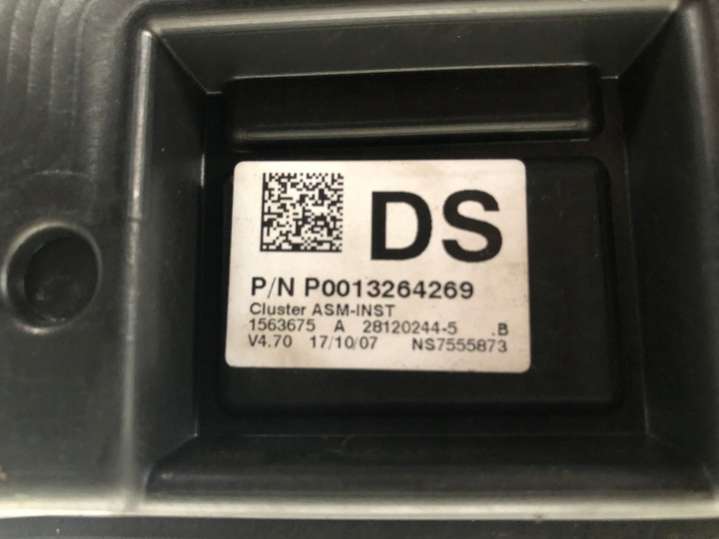 DS
P/N P0013264269
Cluster ASM-INST
1563675 A 28120244-5 .B
V4.70 17/10/07 NS7555873